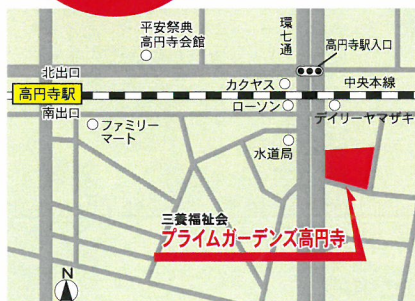 環七通
平安祭典
高円寺会館
高円寺駅入口
北出口
カクヤス
中央本線
高円寺駅
ローソン
デイリーヤマザキ
南出口
ファミリー
マート
水道局
三養福祉会
プライムガーデンズ高円寺
N